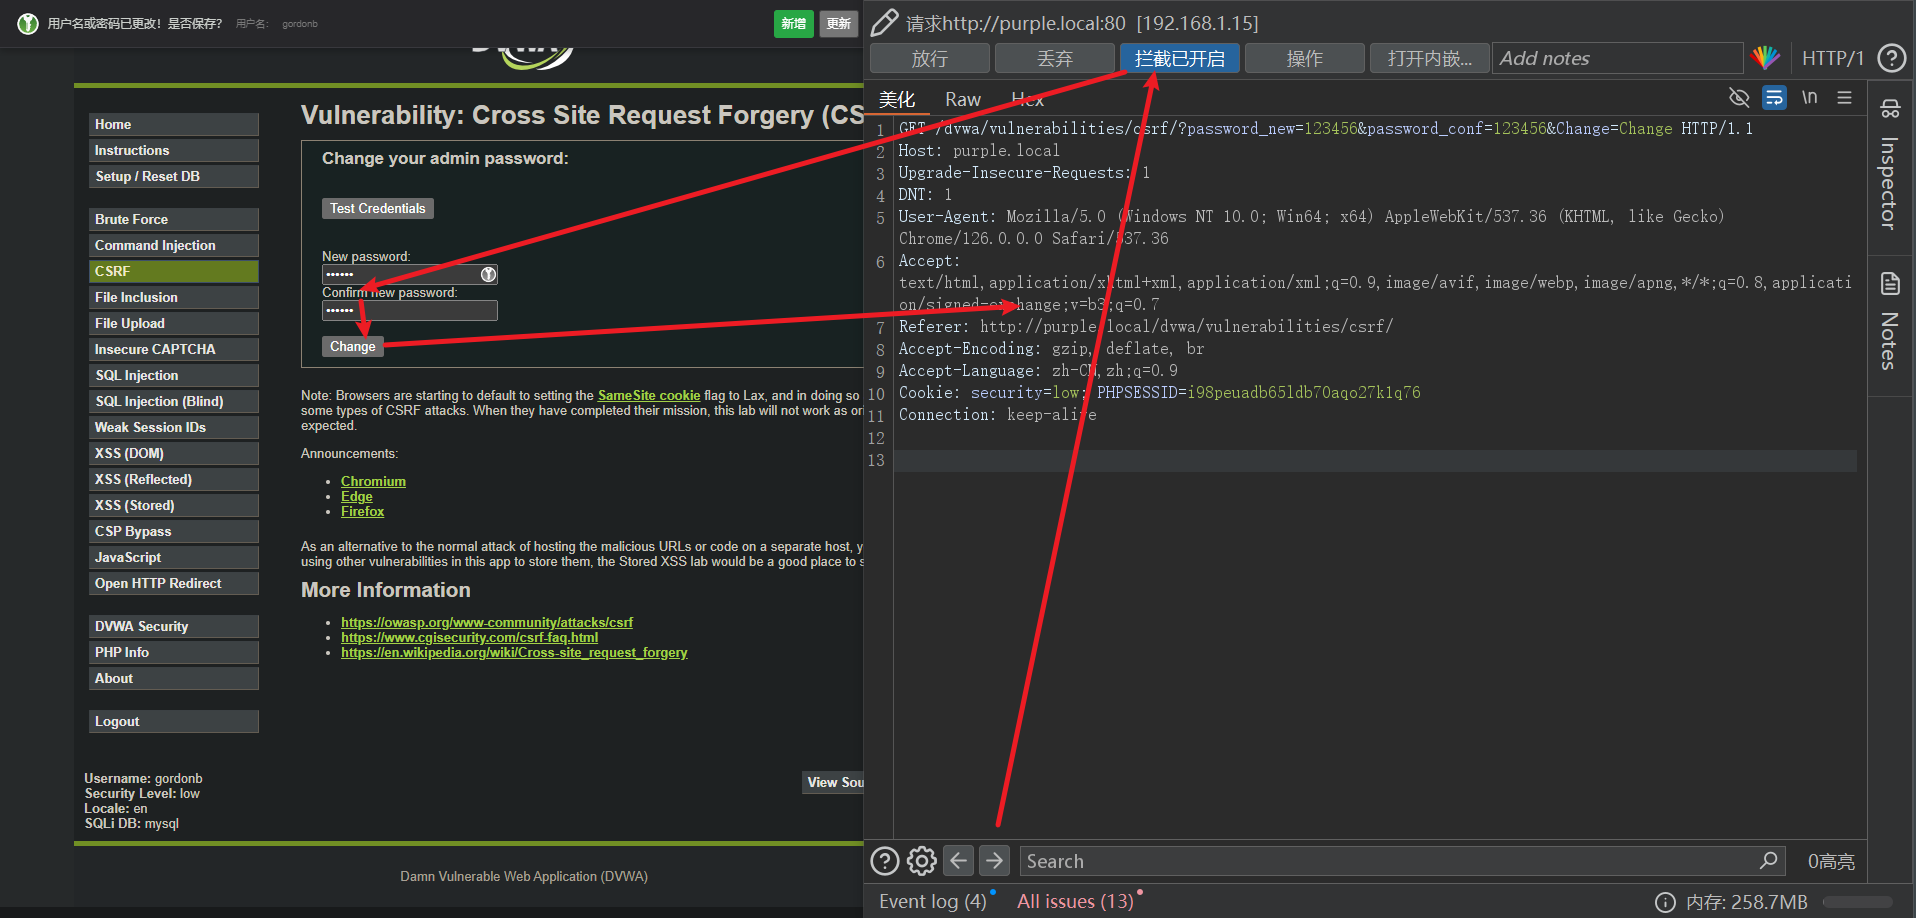 用户名或密码已更改！是否保存？ 用户名： gordonb
新增 更新
DVWA
Home
Instructions
Setup / Reset DB
Brute Force
Command Injection
CSRF
File Inclusion
File Upload
Insecure CAPTCHA
SQL Injection
SQL Injection (Blind)
Weak Session IDs
XSS (DOM)
XSS (Reflected)
XSS (Stored)
CSP Bypass
JavaScript
Open HTTP Redirect
DVWA Security
PHP Info
About
Logout
Vulnerability: Cross Site Request Forgery (CS
Change your admin password:
Test Credentials
New password:
••••••
Confirm new password:
••••••
Change
Note: Browsers are starting to default to setting the SameSite cookie flag to Lax, and in doing so
some types of CSRF attacks. When they have completed their mission, this lab will not work as ori
expected.
Announcements:
• Chromium
• Edge
• Firefox
As an alternative to the normal attack of hosting the malicious URLs or code on a separate host, y
using other vulnerabilities in this app to store them, the Stored XSS lab would be a good place to s
More Information
• https://owasp.org/www-community/attacks/csrf
• https://www.cgisecurity.com/csrf-faq.html
• https://en.wikipedia.org/wiki/Cross-site_request_forgery
Username: gordonb
Security Level: low
Locale: en
SQLi DB: mysql
View Sou
Damn Vulnerable Web Application (DVWA)
请求http://purple.local:80 [192.168.1.15]
放行 丢弃 拦截已开启 操作 打开内嵌... Add notes HTTP/1
美化 Raw Hex \n
1 GET /dvwa/vulnerabilities/csrf/?password_new=123456&password_conf=123456&Change=Change HTTP/1.1
2 Host: purple.local
3 Upgrade-Insecure-Requests: 1
4 DNT: 1
5 User-Agent: Mozilla/5.0 (Windows NT 10.0; Win64; x64) AppleWebKit/537.36 (KHTML, like Gecko)
Chrome/126.0.0.0 Safari/537.36
6 Accept:
text/html,application/xhtml+xml,application/xml;q=0.9,image/avif,image/webp,image/apng,*/*;q=0.8,applicati
on/signed-exchange;v=b3;q=0.7
7 Referer: http://purple.local/dvwa/vulnerabilities/csrf/
8 Accept-Encoding: gzip, deflate, br
9 Accept-Language: zh-CN,zh;q=0.9
10 Cookie: security=low; PHPSESSID=i98peuadb65ldb70aqo27k1q76
11 Connection: keep-alive
12
13
Inspector
Notes
Search 0高亮
Event log (4) All issues (13) 内存: 258.7MB